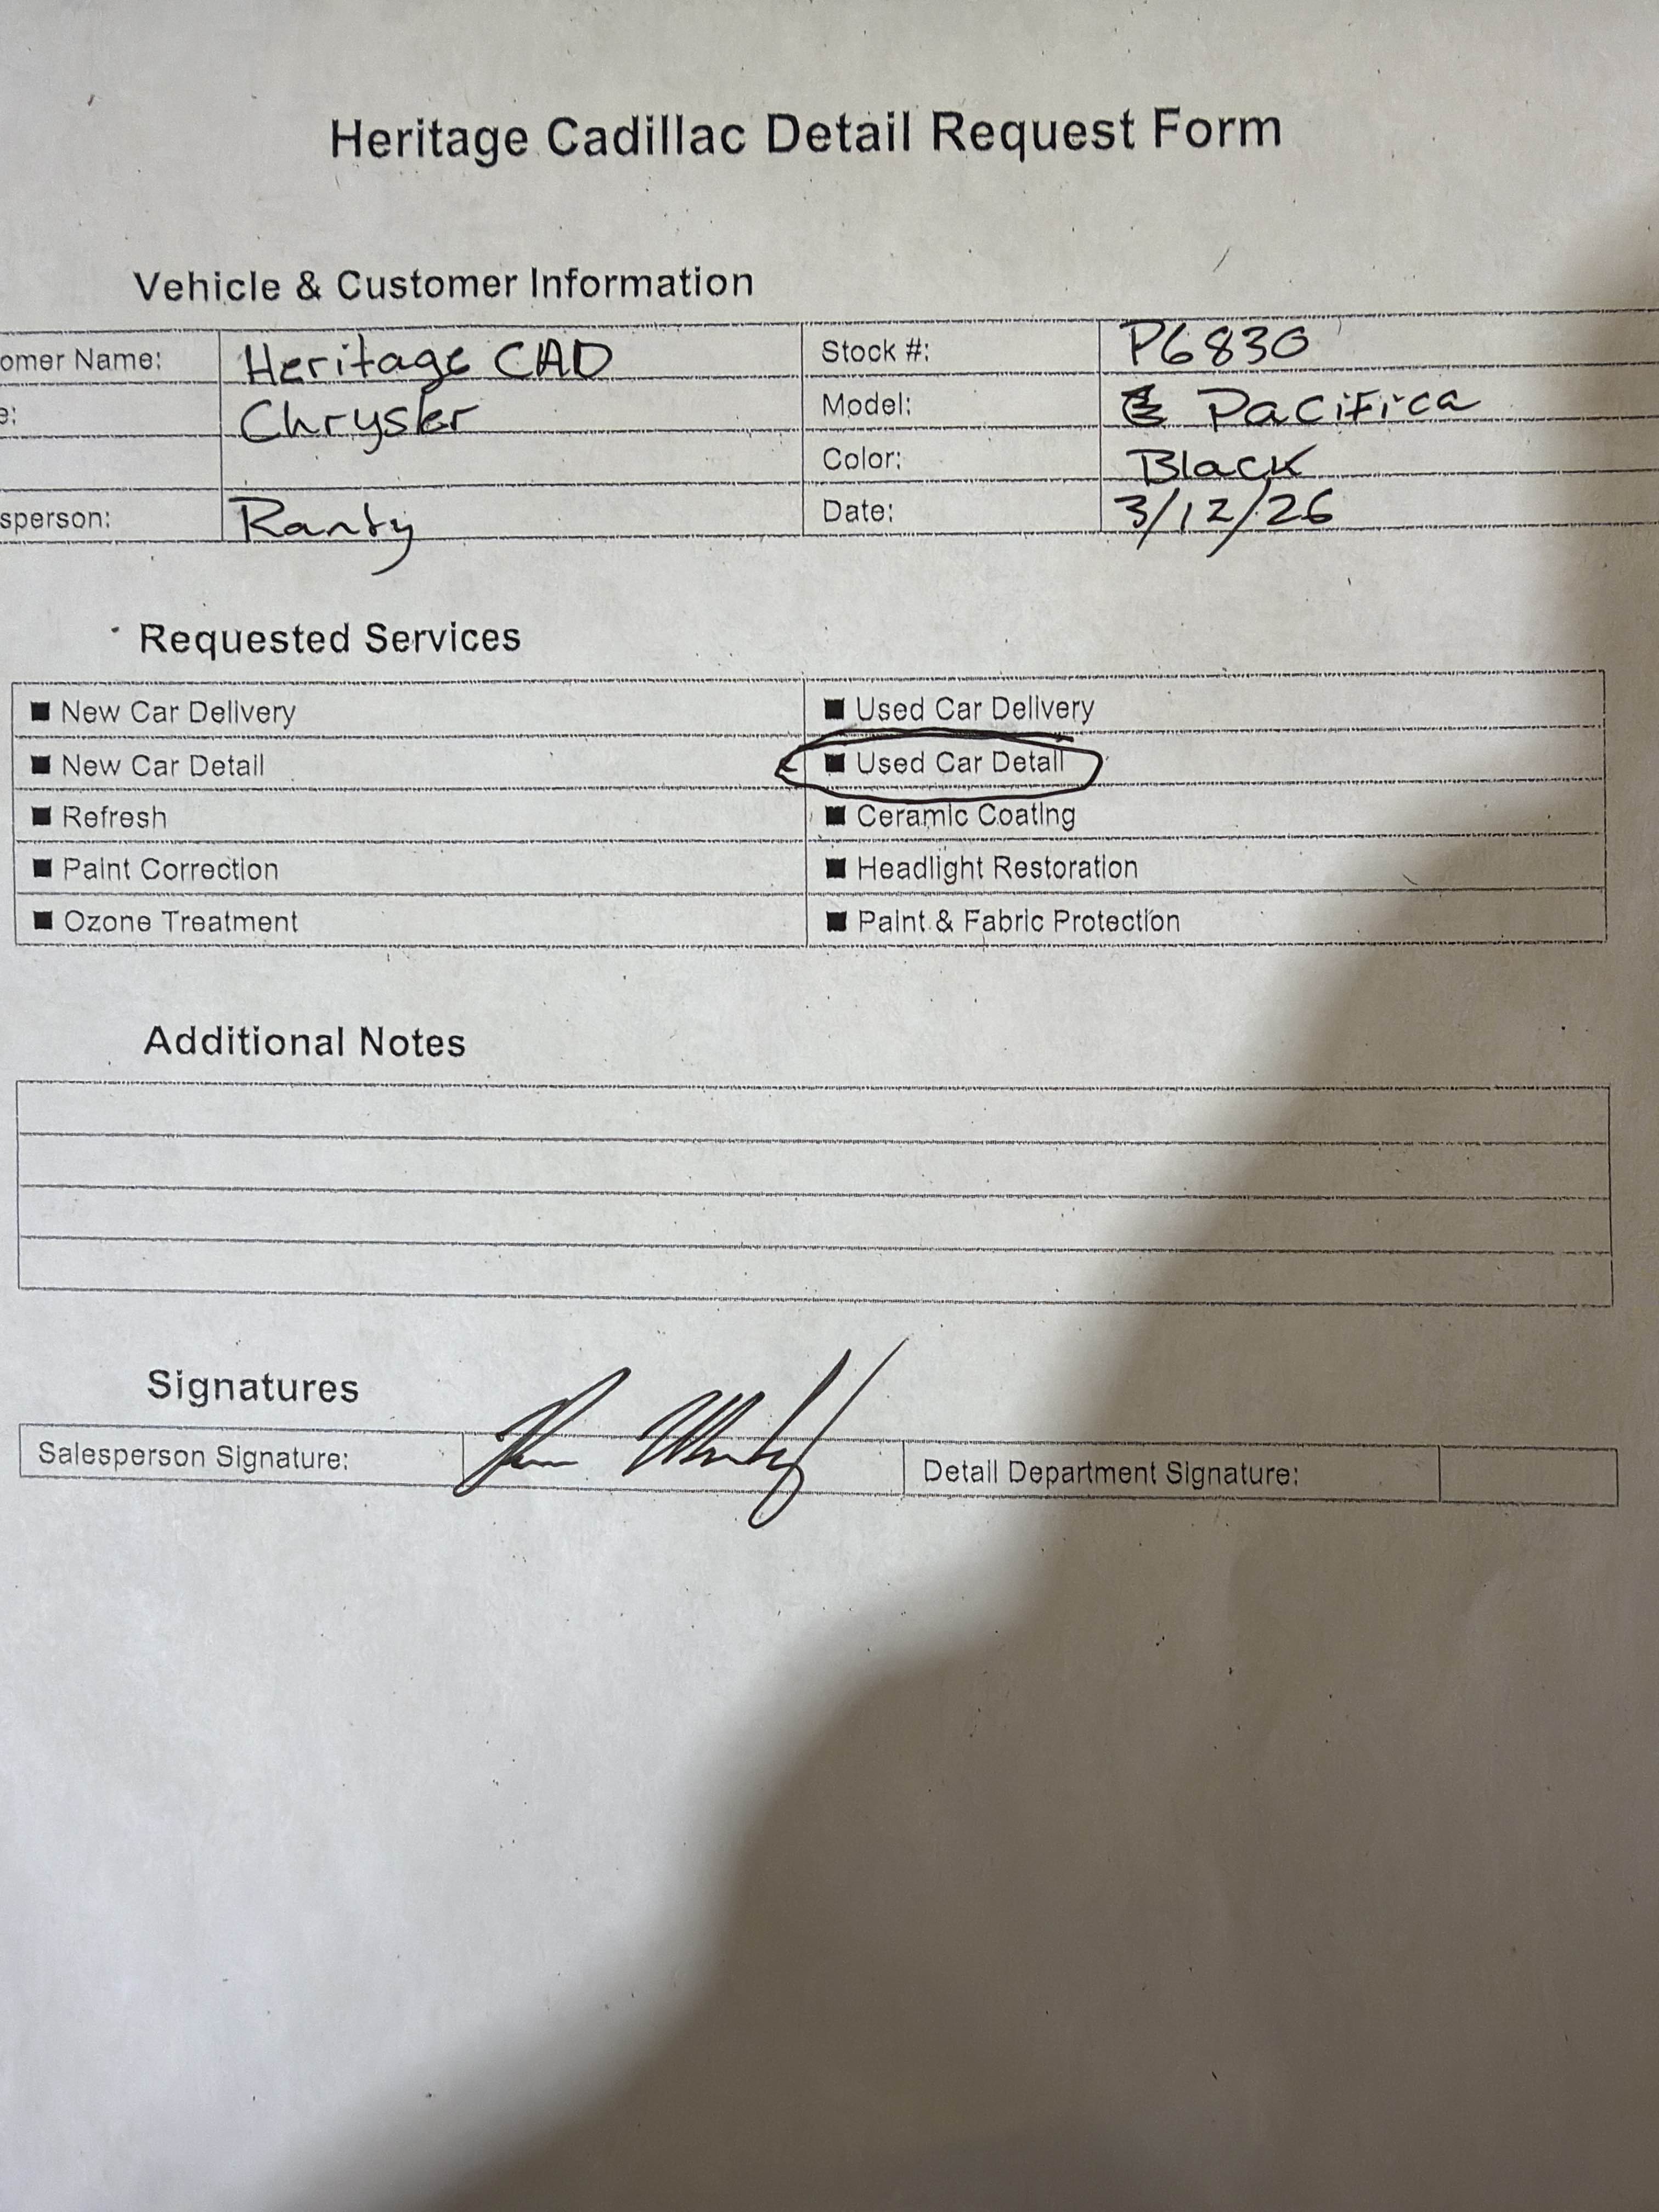 Heritage Cadillac Detail Request Form
Vehicle & Customer Information
omer Name: Heritage CAD Stock #: P6830
e: Chrysler Model: Pacifica
Color: Black
sperson: Randy Date: 3/12/26
Requested Services
■ New Car Delivery ■ Used Car Delivery
■ New Car Detail ■ Used Car Detail
■ Refresh ■ Ceramic Coating
■ Paint Correction ■ Headlight Restoration
■ Ozone Treatment ■ Paint & Fabric Protection
Additional Notes
Signatures
Salesperson Signature: Detail Department Signature: